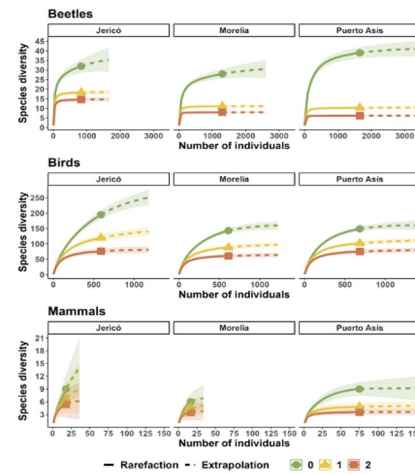 Beetles
Jericó Morelia Puerto Asís
Species diversity
45
40
35
30
25
20
15
10
5
0
0 1000 2000 3000 0 1000 2000 3000 0 1000 2000 3000
Number of individuals
Birds
Jericó Morelia Puerto Asís
Species diversity
250
200
150
100
50
0
0 500 1000 0 500 1000 0 500 1000
Number of individuals
Mammals
Jericó Morelia Puerto Asís
Species diversity
21
18
15
12
9
6
3
0 25 50 75 100 125 150 0 25 50 75 100 125 150 0 25 50 75 100 125 150
Number of individuals
Rarefaction Extrapolation 0 1 2